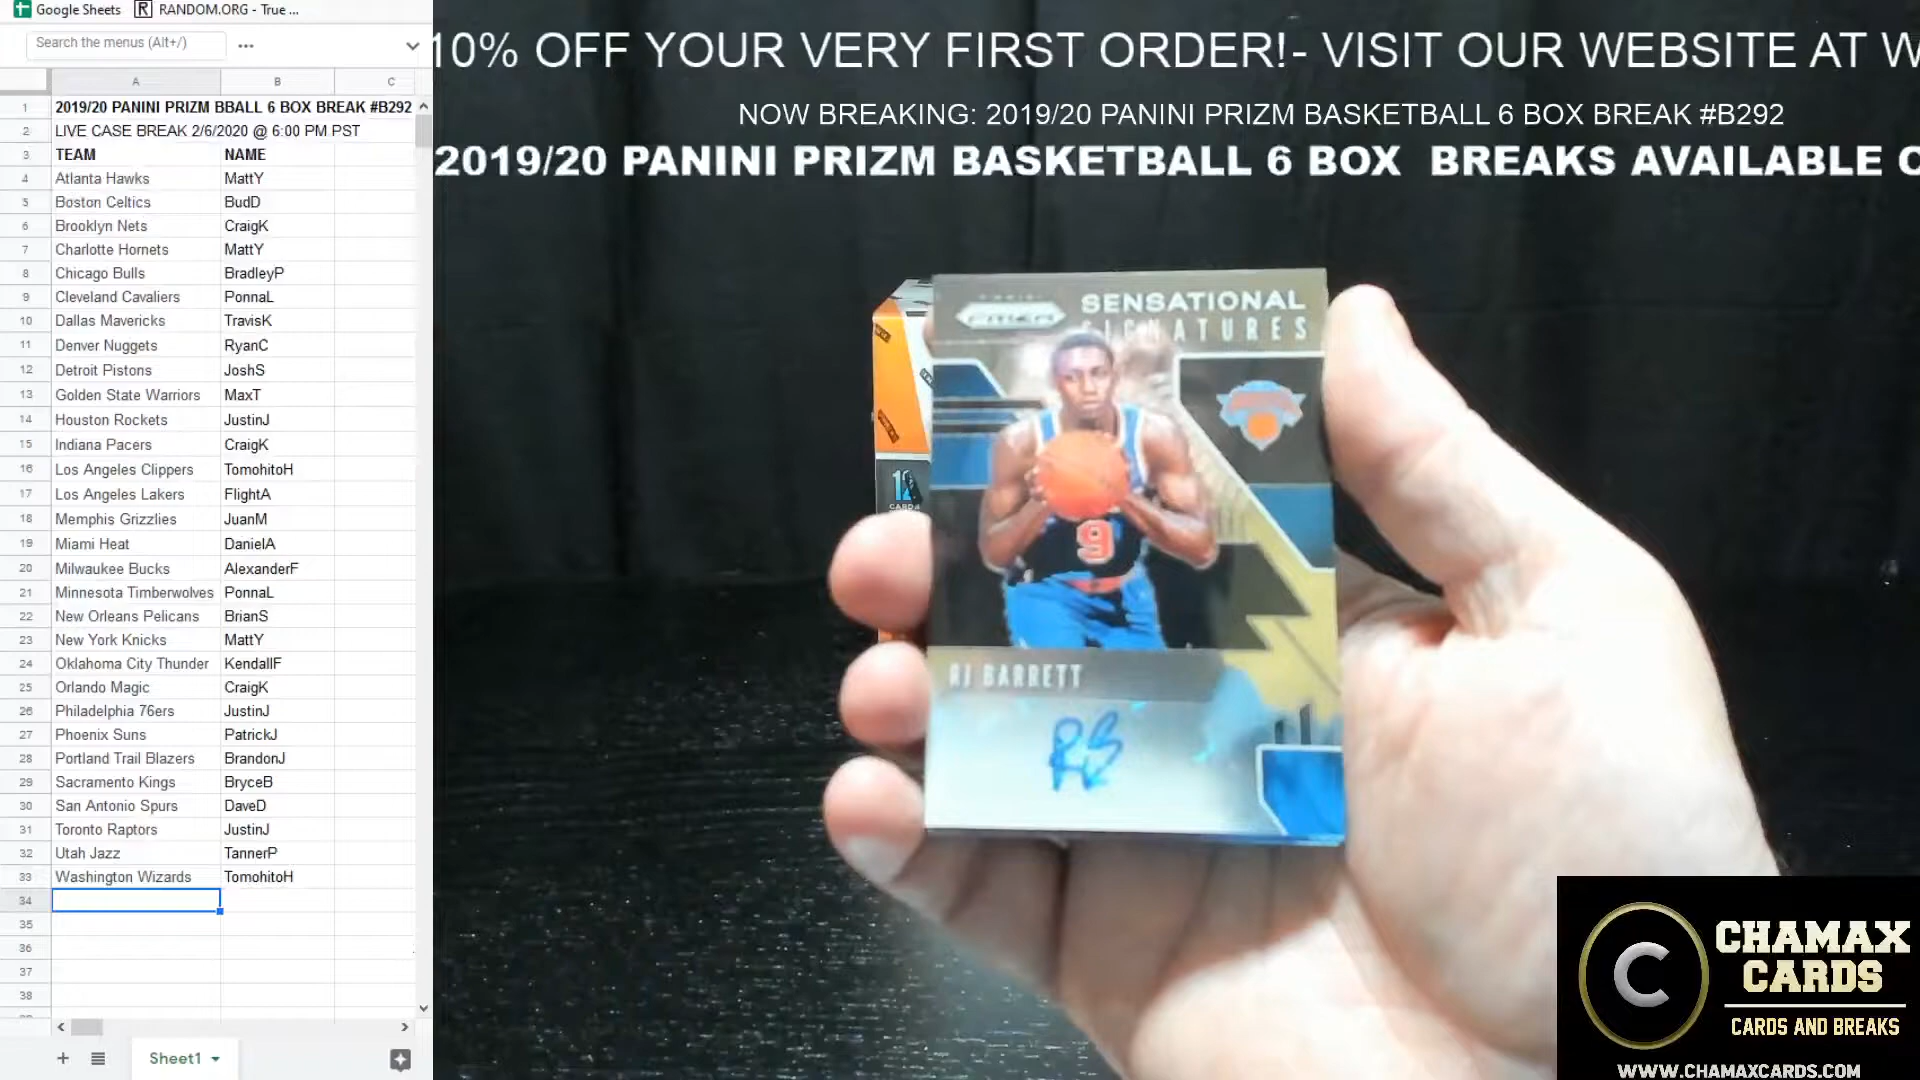 Google Sheets
RANDOM.ORG - True ...
Search the menus (Alt+/)
A B C
1 2019/20 PANINI PRIZM BBALL 6 BOX BREAK #B292
2 LIVE CASE BREAK 2/6/2020 @ 6:00 PM PST
3 TEAM NAME
4 Atlanta Hawks MattY
5 Boston Celtics BudD
6 Brooklyn Nets CraigK
7 Charlotte Hornets MattY
8 Chicago Bulls BradleyP
9 Cleveland Cavaliers PonnaL
10 Dallas Mavericks TravisK
11 Denver Nuggets RyanC
12 Detroit Pistons JoshS
13 Golden State Warriors MaxT
14 Houston Rockets JustinJ
15 Indiana Pacers CraigK
16 Los Angeles Clippers TomohitoH
17 Los Angeles Lakers FlightA
18 Memphis Grizzlies JuanM
19 Miami Heat DanielA
20 Milwaukee Bucks AlexanderF
21 Minnesota Timberwolves PonnaL
22 New Orleans Pelicans BrianS
23 New York Knicks MattY
24 Oklahoma City Thunder KendallF
25 Orlando Magic CraigK
26 Philadelphia 76ers JustinJ
27 Phoenix Suns PatrickJ
28 Portland Trail Blazers BrandonJ
29 Sacramento Kings BryceB
30 San Antonio Spurs DaveD
31 Toronto Raptors JustinJ
32 Utah Jazz TannerP
33 Washington Wizards TomohitoH
34
35
36
37
38
Sheet1
10% OFF YOUR VERY FIRST ORDER!- VISIT OUR WEBSITE AT W
NOW BREAKING: 2019/20 PANINI PRIZM BASKETBALL 6 BOX BREAK #B292
2019/20 PANINI PRIZM BASKETBALL 6 BOX BREAKS AVAILABLE
PRIZM
SENSATIONAL
SIGNATURES
9
RJ BARRETT
12
CARDS
C
CHAMAX
CARDS
CARDS AND BREAKS
WWW.CHAMAXCARDS.COM